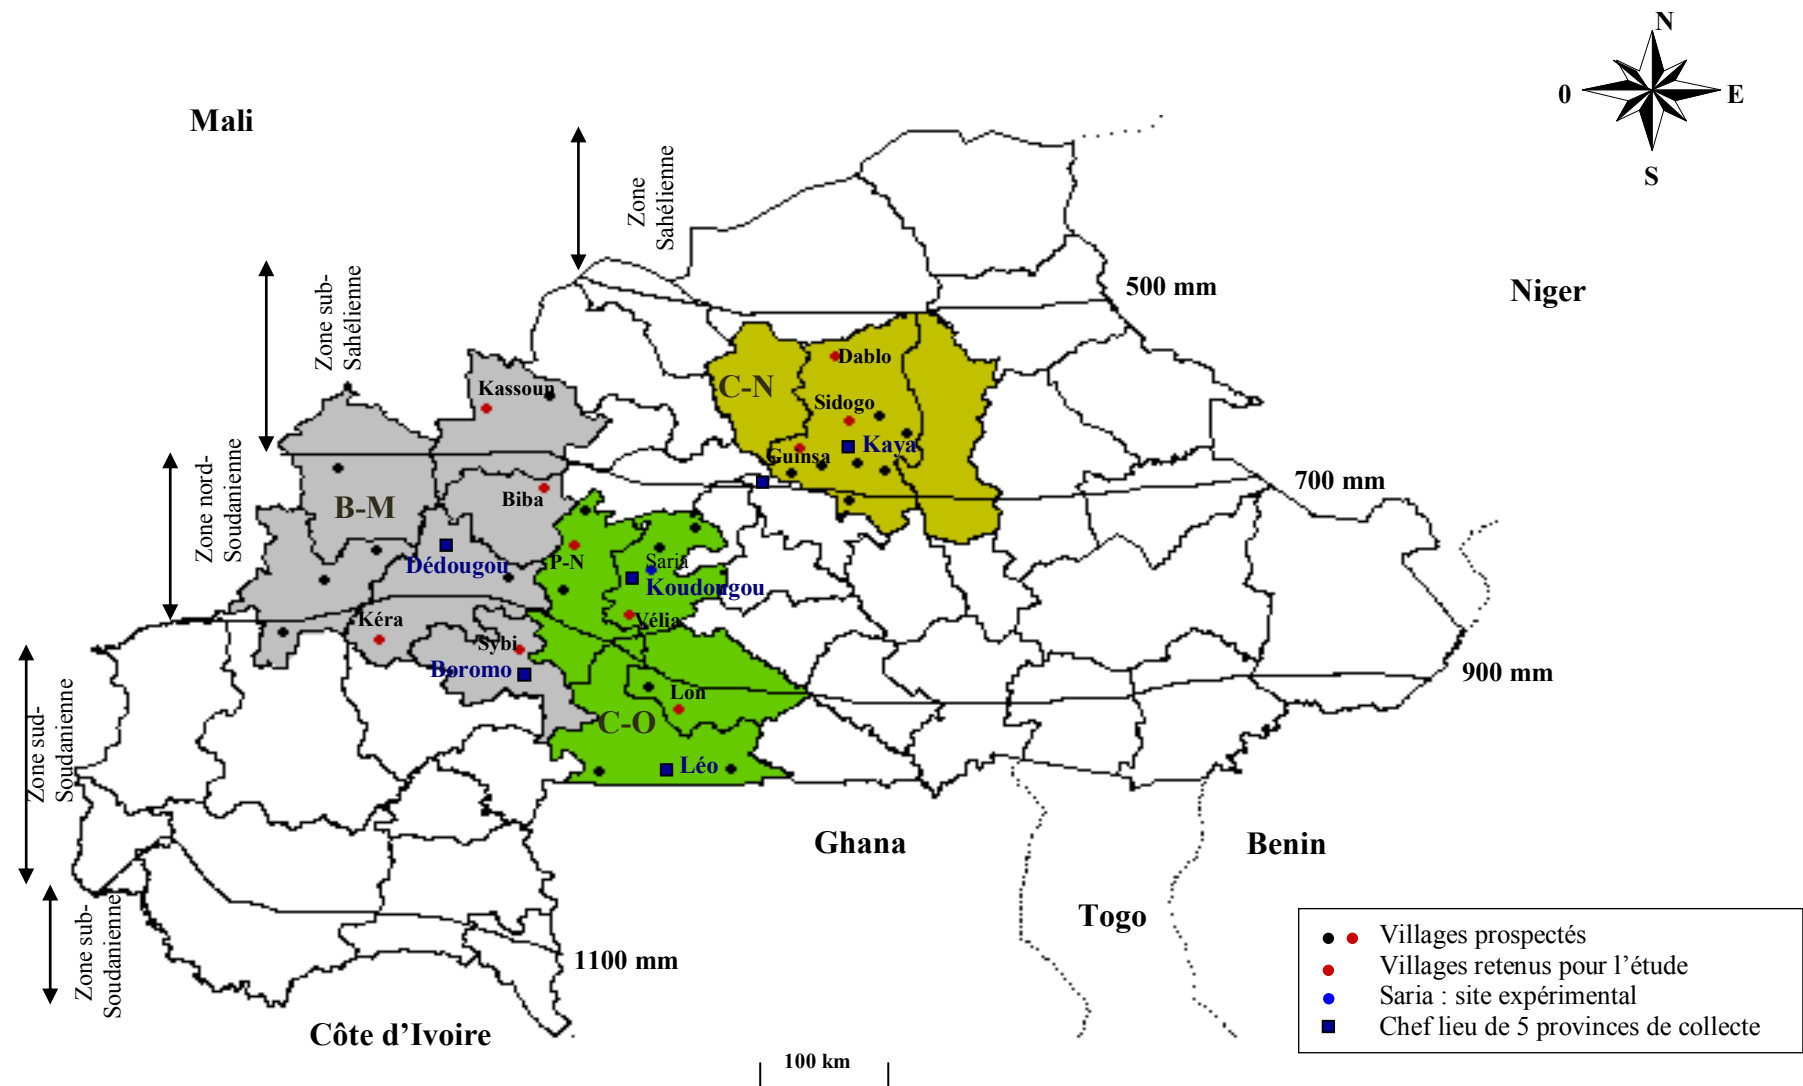 N
0
E
S
Mali
Zone
Sahélienne
Zone sub-
Sahélienne
500 mm
Niger
Dablo
C-N
Kassoun
Sidogo
Kaya
Guinsa
Zone nord-
Soudanienne
700 mm
Biba
B-M
Dédougou
P-N
Saria
Koudougou
Kéra
Vélia
Sybi
Boromo
900 mm
Lon
C-O
Zone sud-
Soudanienne
Léo
Ghana
Benin
Togo
Zone sub-
Soudanienne
1100 mm
Côte d'Ivoire
100 km
Villages prospectés
Villages retenus pour l'étude
Saria : site expérimental
Chef lieu de 5 provinces de collecte